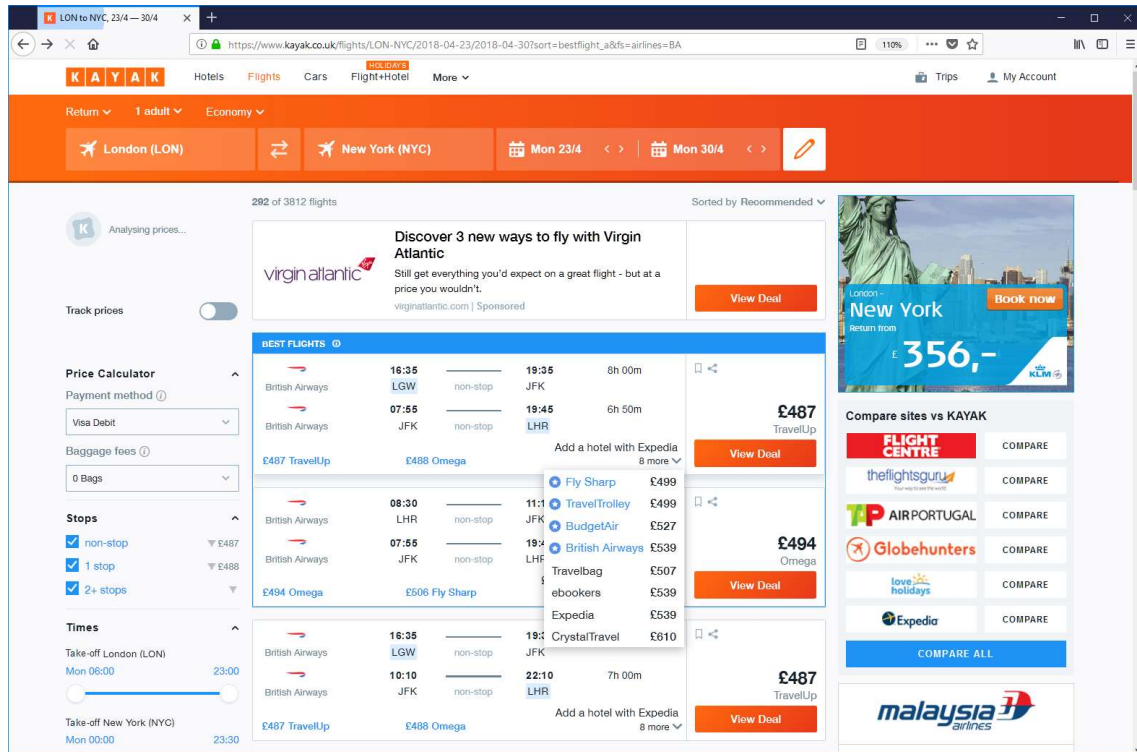 LON to NYC, 23/4 — 30/4
https://www.kayak.co.uk/flights/LON-NYC/2018-04-23/2018-04-30?sort=bestflight_a&fs=airlines=BA
110%
KAYAK
Hotels
Flights
Cars
HOLIDAYS
Flight+Hotel
More
Trips
My Account
Return
1 adult
Economy
London (LON)
New York (NYC)
Mon 23/4
Mon 30/4
K
Analysing prices...
Track prices
Price Calculator
Payment method
Visa Debit
Baggage fees
0 Bags
Stops
non-stop £487
1 stop £488
2+ stops
Times
Take-off London (LON)
Mon 06:00 23:00
Take-off New York (NYC)
Mon 00:00 23:30
292 of 3812 flights
Sorted by Recommended
virgin atlantic
Discover 3 new ways to fly with Virgin
Atlantic
Still get everything you'd expect on a great flight - but at a
price you wouldn't.
virginatlantic.com | Sponsored
View Deal
BEST FLIGHTS
16:35 19:35 8h 00m
British Airways LGW non-stop JFK
07:55 19:45 6h 50m
British Airways JFK non-stop LHR
Add a hotel with Expedia
£487 TravelUp £488 Omega 8 more
£487
TravelUp
View Deal
Fly Sharp £499
TravelTrolley £499
BudgetAir £527
British Airways £539
Travelbag £507
ebookers £539
Expedia £539
CrystalTravel £610
08:30
British Airways LHR non-stop JFK
07:55
British Airways JFK non-stop
£494 Omega £506 Fly Sharp
£494
Omega
View Deal
16:35
British Airways LGW non-stop JFK
10:10 22:10 7h 00m
British Airways JFK non-stop LHR
Add a hotel with Expedia
£487 TravelUp £488 Omega 8 more
£487
TravelUp
View Deal
London -
New York
Return from
£ 356,-
Book now
KLM
Compare sites vs KAYAK
FLIGHT
CENTRE
COMPARE
theflightsguru
COMPARE
TAP AIR PORTUGAL
COMPARE
Globehunters
COMPARE
love
holidays
COMPARE
Expedia
COMPARE
COMPARE ALL
malaysia
airlines